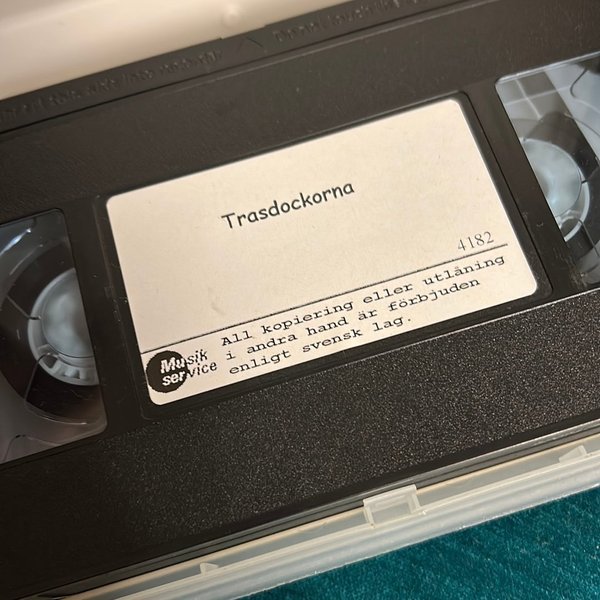 Trasdockorna
4182
All kopiering eller utlåning
i andra hand är förbjuden
enligt svensk lag.
Musik
service